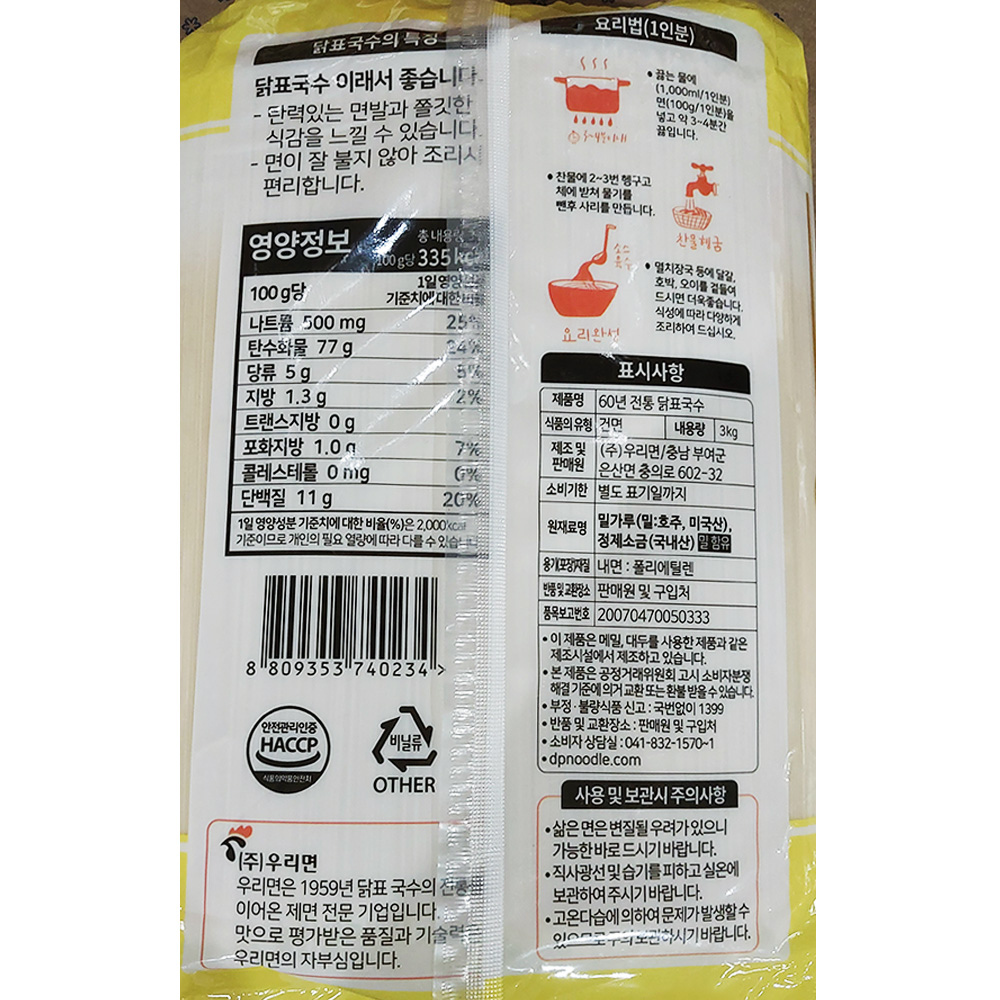 닭표국수의 특징
닭표국수 이래서 좋습니다.
- 탄력있는 면발과 쫄깃한
식감을 느낄 수 있습니다.
- 면이 잘 불지 않아 조리시
편리합니다.
영양정보
총 내용량
100 g당 335 kcal
100 g당
1일 영양성분
기준치에 대한 비율
나트륨 500 mg 25%
탄수화물 77 g 24%
당류 5 g 5%
지방 1.3 g 2%
트랜스지방 0 g
포화지방 1.0 g 7%
콜레스테롤 0 mg 0%
단백질 11 g 20%
1일 영양성분 기준치에 대한 비율(%)은 2,000kcal
기준이므로 개인의 필요 열량에 따라 다를 수 있습니다
8 809353 740234 >
안전관리인증
HACCP
식품의약품안전처
비닐류
OTHER
(주)우리면
우리면은 1959년 닭표 국수의 전통을
이어온 제면 전문 기업입니다.
맛으로 평가받은 품질과 기술력은
우리면의 자부심입니다.
요리법(1인분)
• 끓는 물에
(1,000ml/1인분)
면(100g/1인분)을
넣고 약 3~4분간
끓입니다.
3~4분이내
• 찬물에 2~3번 헹구고
체에 받쳐 물기를
뺀후 사리를 만듭니다.
찬물헹굼
소스
육수
요리완성
• 멸치장국 등에 달걀,
호박, 오이를 곁들여
드시면 더욱좋습니다.
식성에 따라 다양하게
조리하여 드십시오.
표시사항
제품명 60년 전통 닭표국수
식품의 유형 건면 내용량 3kg
제조 및
판매원
(주)우리면/충남 부여군
은산면 충의로 602-32
소비기한 별도 표기일까지
원재료명
밀가루(밀:호주, 미국산),
정제소금(국내산) 밀 함유
용기(포장)재질 내면 : 폴리에틸렌
반품 및 교환장소 판매원 및 구입처
품목보고번호 20070470050333
• 이 제품은 메밀, 대두를 사용한 제품과 같은
제조시설에서 제조하고 있습니다.
• 본 제품은 공정거래위원회 고시 소비자분쟁
해결 기준에 의거 교환 또는 환불 받을 수 있습니다.
• 부정·불량식품 신고 : 국번없이 1399
• 반품 및 교환장소 : 판매원 및 구입처
• 소비자 상담실 : 041-832-1570~1
• dpnoodle.com
사용 및 보관시 주의사항
• 삶은 면은 변질될 우려가 있으니
가능한 바로 드시기 바랍니다.
• 직사광선 및 습기를 피하고 실온에
보관하여 주시기 바랍니다.
• 고온다습에 의하여 문제가 발생할 수
있으므로 주의 보관하시기 바랍니다.